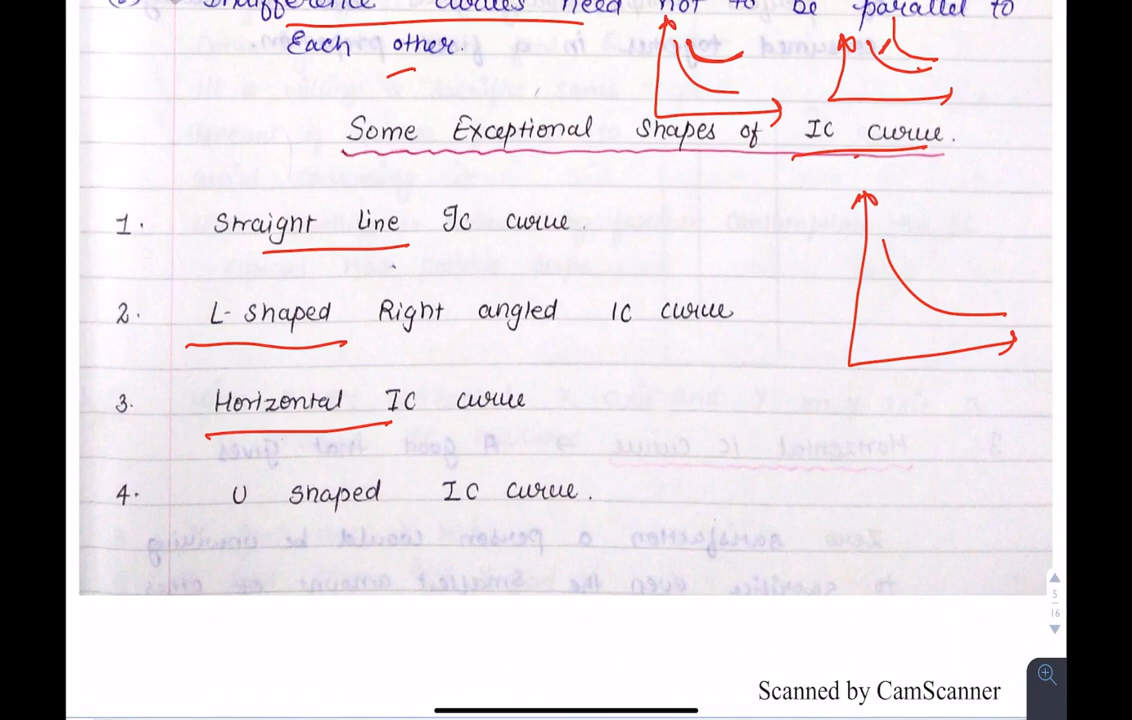 Indifference curves need not to be parallel to
Each other.
Some Exceptional Shapes of IC curve.
1. Straight line Ic curve.
2. L-shaped Right angled IC curve
3. Horizontal IC curve
4. U shaped IC curve.
5
16
Scanned by CamScanner